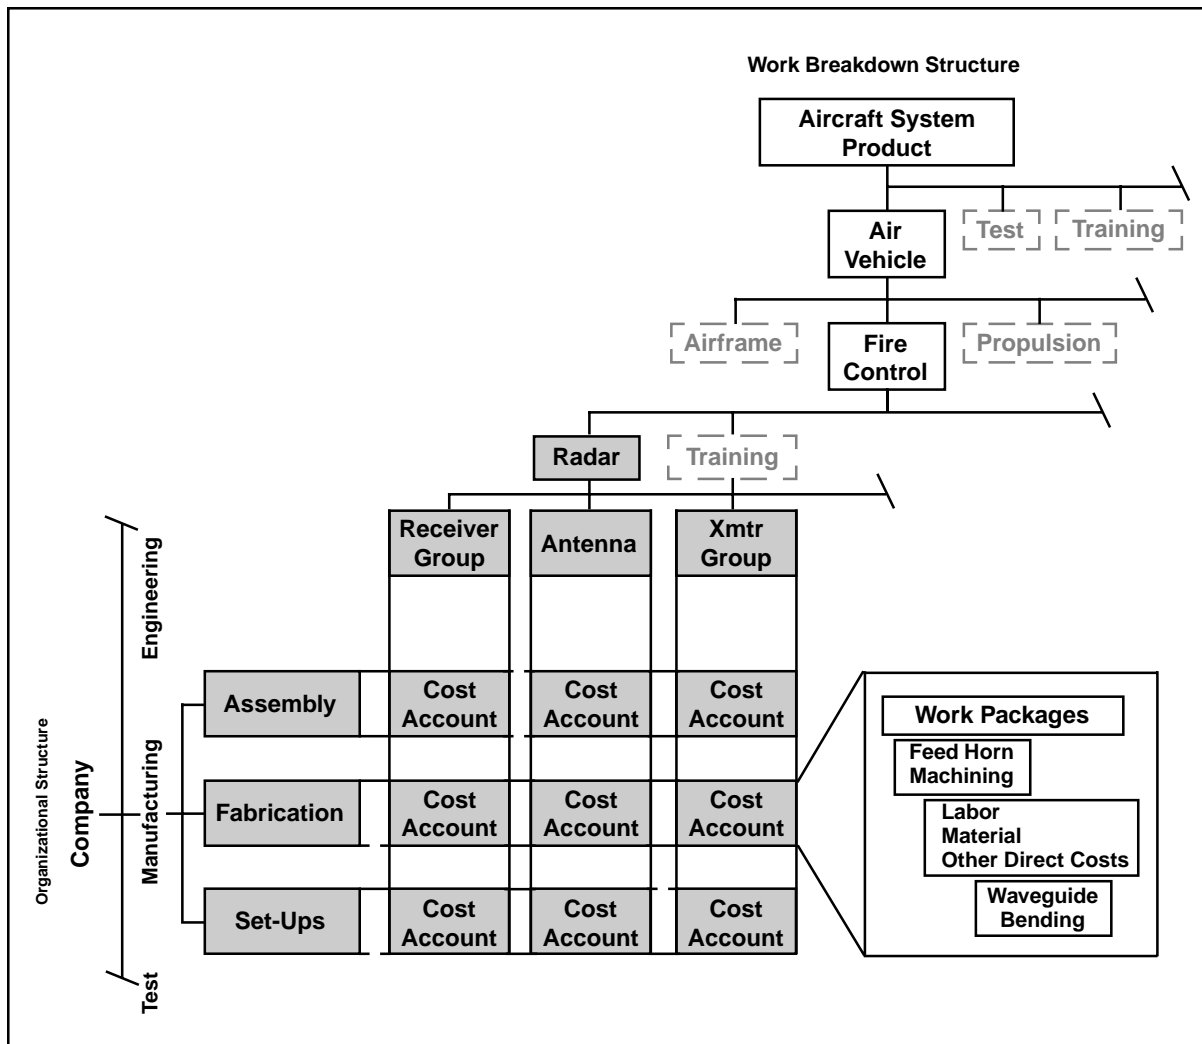 Work Breakdown Structure
Aircraft System
Product
Air
Vehicle
Test
Training
Airframe
Fire
Control
Propulsion
Radar
Training
Receiver
Group
Antenna
Xmtr
Group
Organizational Structure
Company
Engineering
Manufacturing
Test
Assembly
Cost
Account
Cost
Account
Cost
Account
Fabrication
Cost
Account
Cost
Account
Cost
Account
Set-Ups
Cost
Account
Cost
Account
Cost
Account
Work Packages
Feed Horn
Machining
Labor
Material
Other Direct Costs
Waveguide
Bending